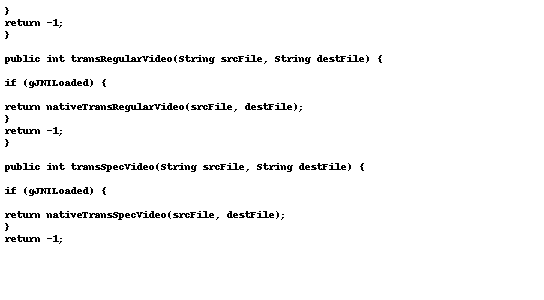 }
return -1;
}
public int transRegularVideo(String srcFile, String destFile) {
if (gJNILoaded) {
return nativeTransRegularVideo(srcFile, destFile);
}
return -1;
}
public int transSpecVideo(String srcFile, String destFile) {
if (gJNILoaded) {
return nativeTransSpecVideo(srcFile, destFile);
}
return -1;